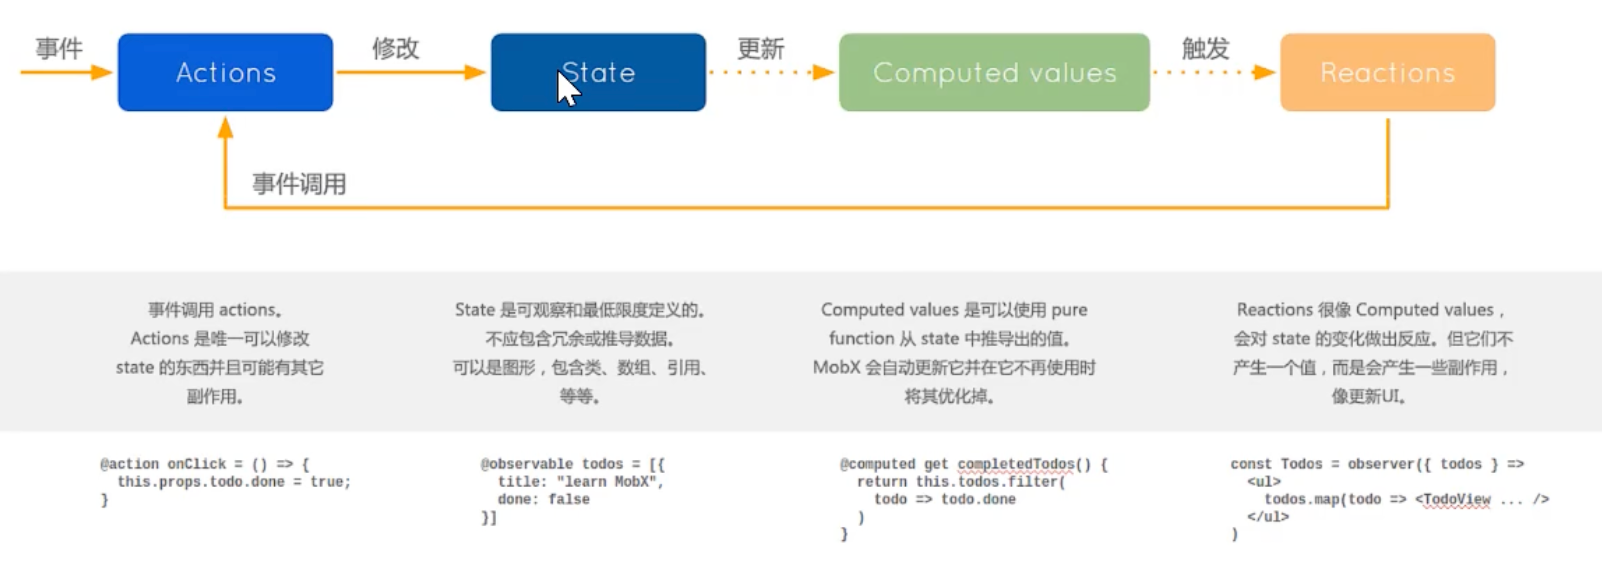 事件
Actions
修改
State
更新
Computed values
触发
Reactions
事件调用
事件调用 actions。
Actions 是唯一可以修改
state 的东西并且可能有其它
副作用。
State 是可观察和最低限度定义的。
不应包含冗余或推导数据。
可以是图形，包含类、数组、引用、
等等。
Computed values 是可以使用 pure
function 从 state 中推导出的值。
MobX 会自动更新它并在它不再使用时
将其优化掉。
Reactions 很像 Computed values，
会对 state 的变化做出反应。但它们不
产生一个值，而是会产生一些副作用，
像更新UI。
@action onClick = () => {
this.props.todo.done = true;
}
@observable todos = [{
title: "learn MobX",
done: false
}]
@computed get completedTodos() {
return this.todos.filter(
todo => todo.done
)
}
const Todos = observer({ todos } =>
<ul>
todos.map(todo => <TodoView ... />
</ul>
)